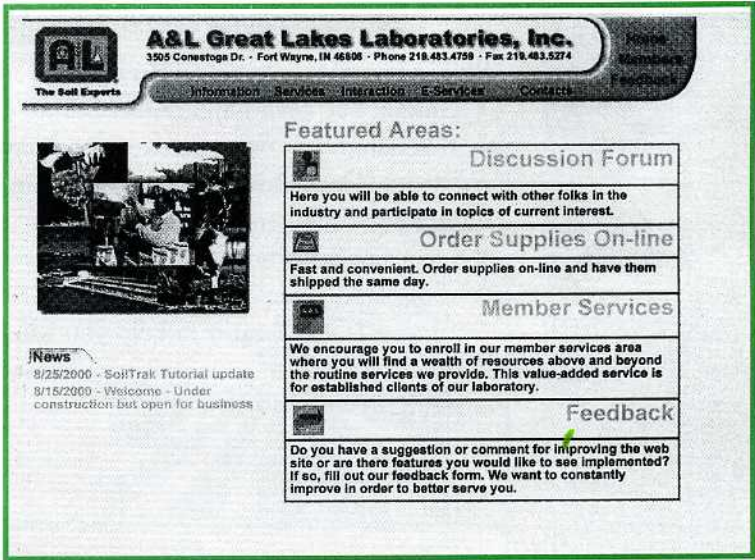 A&L Great Lakes Laboratories, Inc.
3505 Conestoga Dr. · Fort Wayne, IN 46808 · Phone 219.483.4759 · Fax 219.483.5274
Home
Members
Feedback
AL
The Soil Experts
Information Services Interaction E-Services Contacts
Featured Areas:
Discussion Forum
Here you will be able to connect with other folks in the
industry and participate in topics of current interest.
Order Supplies On-line
Fast and convenient. Order supplies on-line and have them
shipped the same day.
Member Services
We encourage you to enroll in our member services area
where you will find a wealth of resources above and beyond
the routine services we provide. This value-added service is
for established clients of our laboratory.
Feedback
Do you have a suggestion or comment for improving the web
site or are there features you would like to see implemented?
If so, fill out our feedback form. We want to constantly
improve in order to better serve you.
News
8/25/2000 - SoilTrak Tutorial update
8/15/2000 - Welcome - Under
construction but open for business